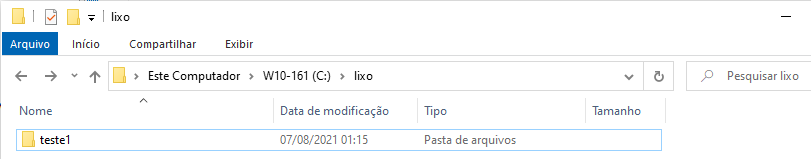 lixo
Arquivo Início Compartilhar Exibir
Este Computador W10-161 (C:) lixo Pesquisar lixo
Nome Data de modificação Tipo Tamanho
teste1 07/08/2021 01:15 Pasta de arquivos